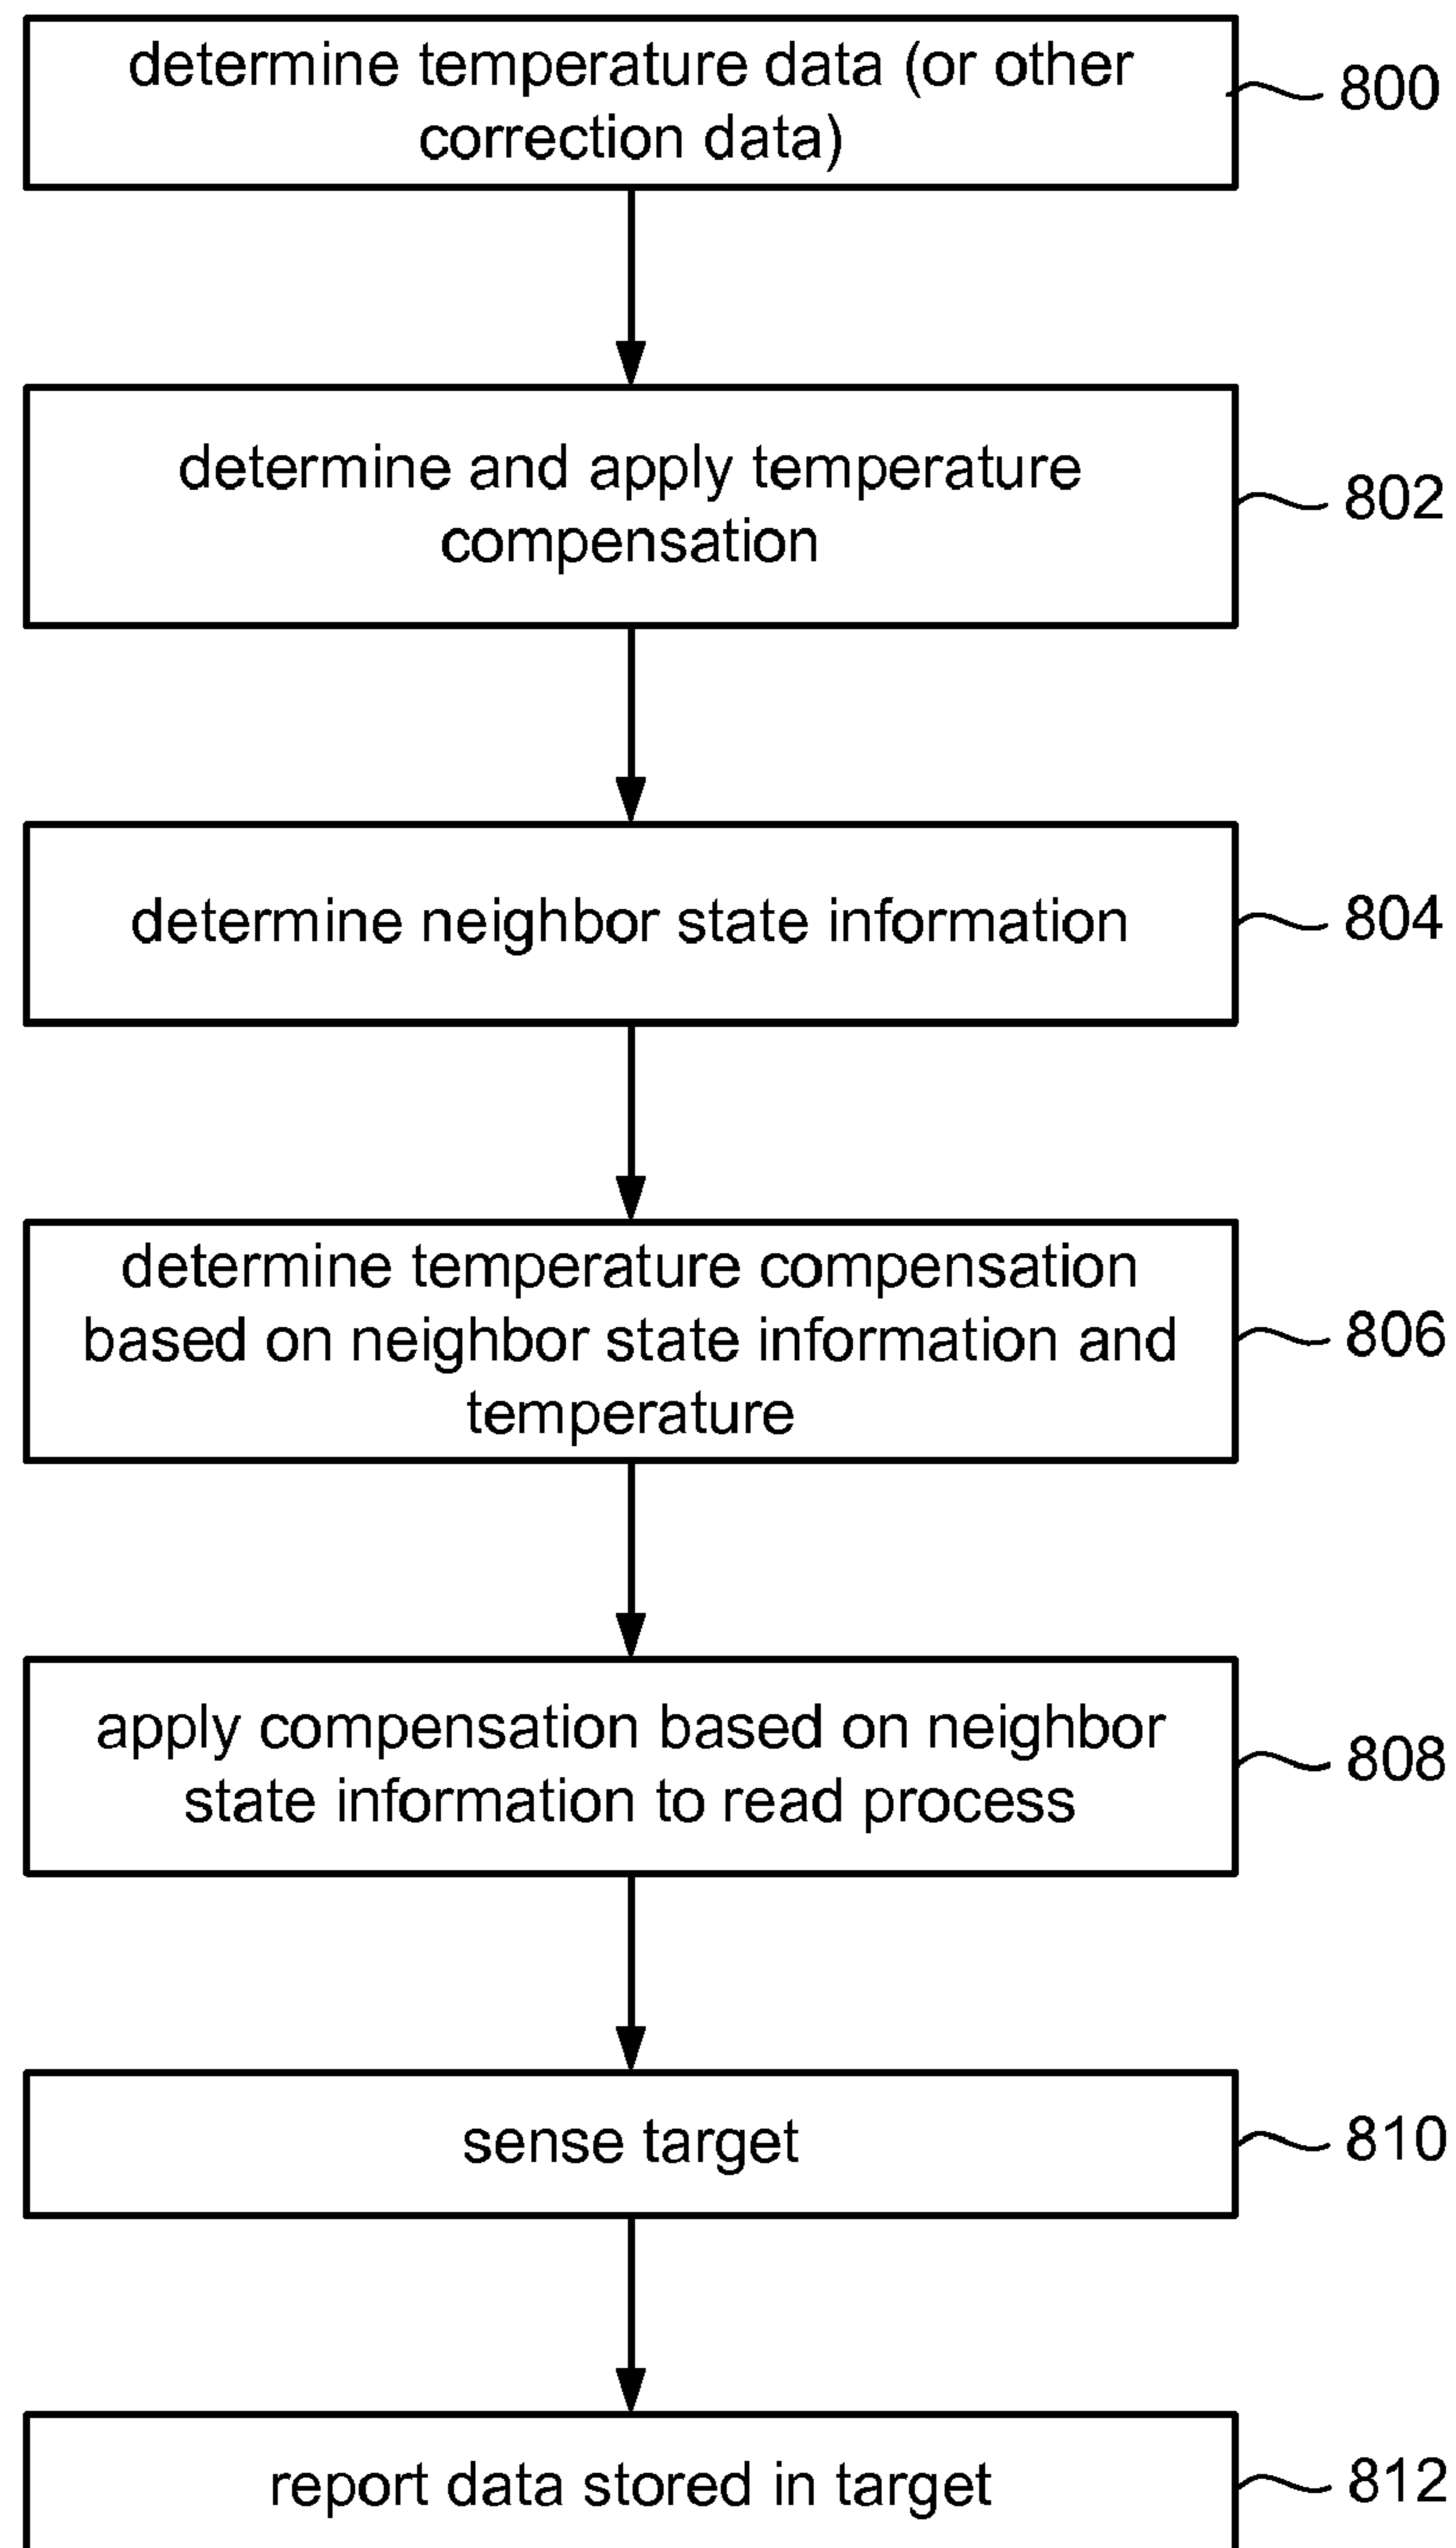 determine temperature data (or other
correction data)
800
determine and apply temperature
compensation
802
determine neighbor state information
804
determine temperature compensation
based on neighbor state information and
temperature
806
apply compensation based on neighbor
state information to read process
808
sense target
810
report data stored in target
812